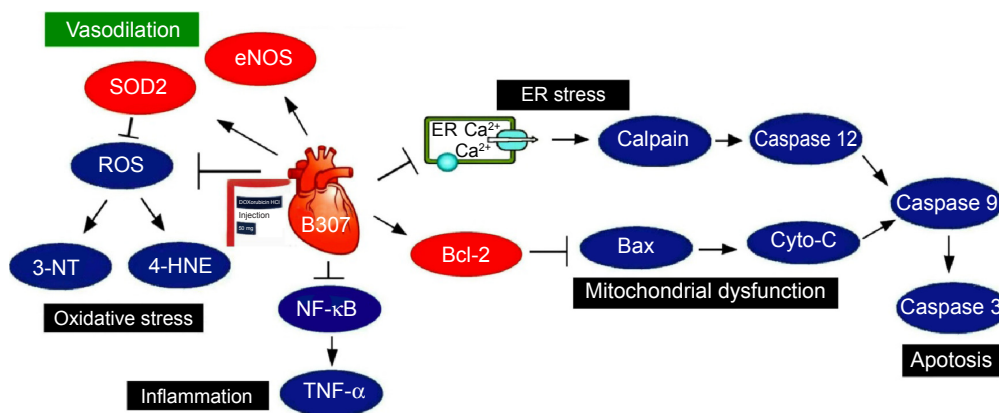 Vasodilation
eNOS
SOD2
ROS
3-NT
4-HNE
Oxidative stress
DOXorubicin HCl
Injection
50 mg
B307
NF-κB
TNF-α
Inflammation
ER stress
ER Ca²⁺
Ca²⁺
Calpain
Caspase 12
Caspase 9
Bcl-2
Bax
Cyto-C
Mitochondrial dysfunction
Caspase 3
Apotosis